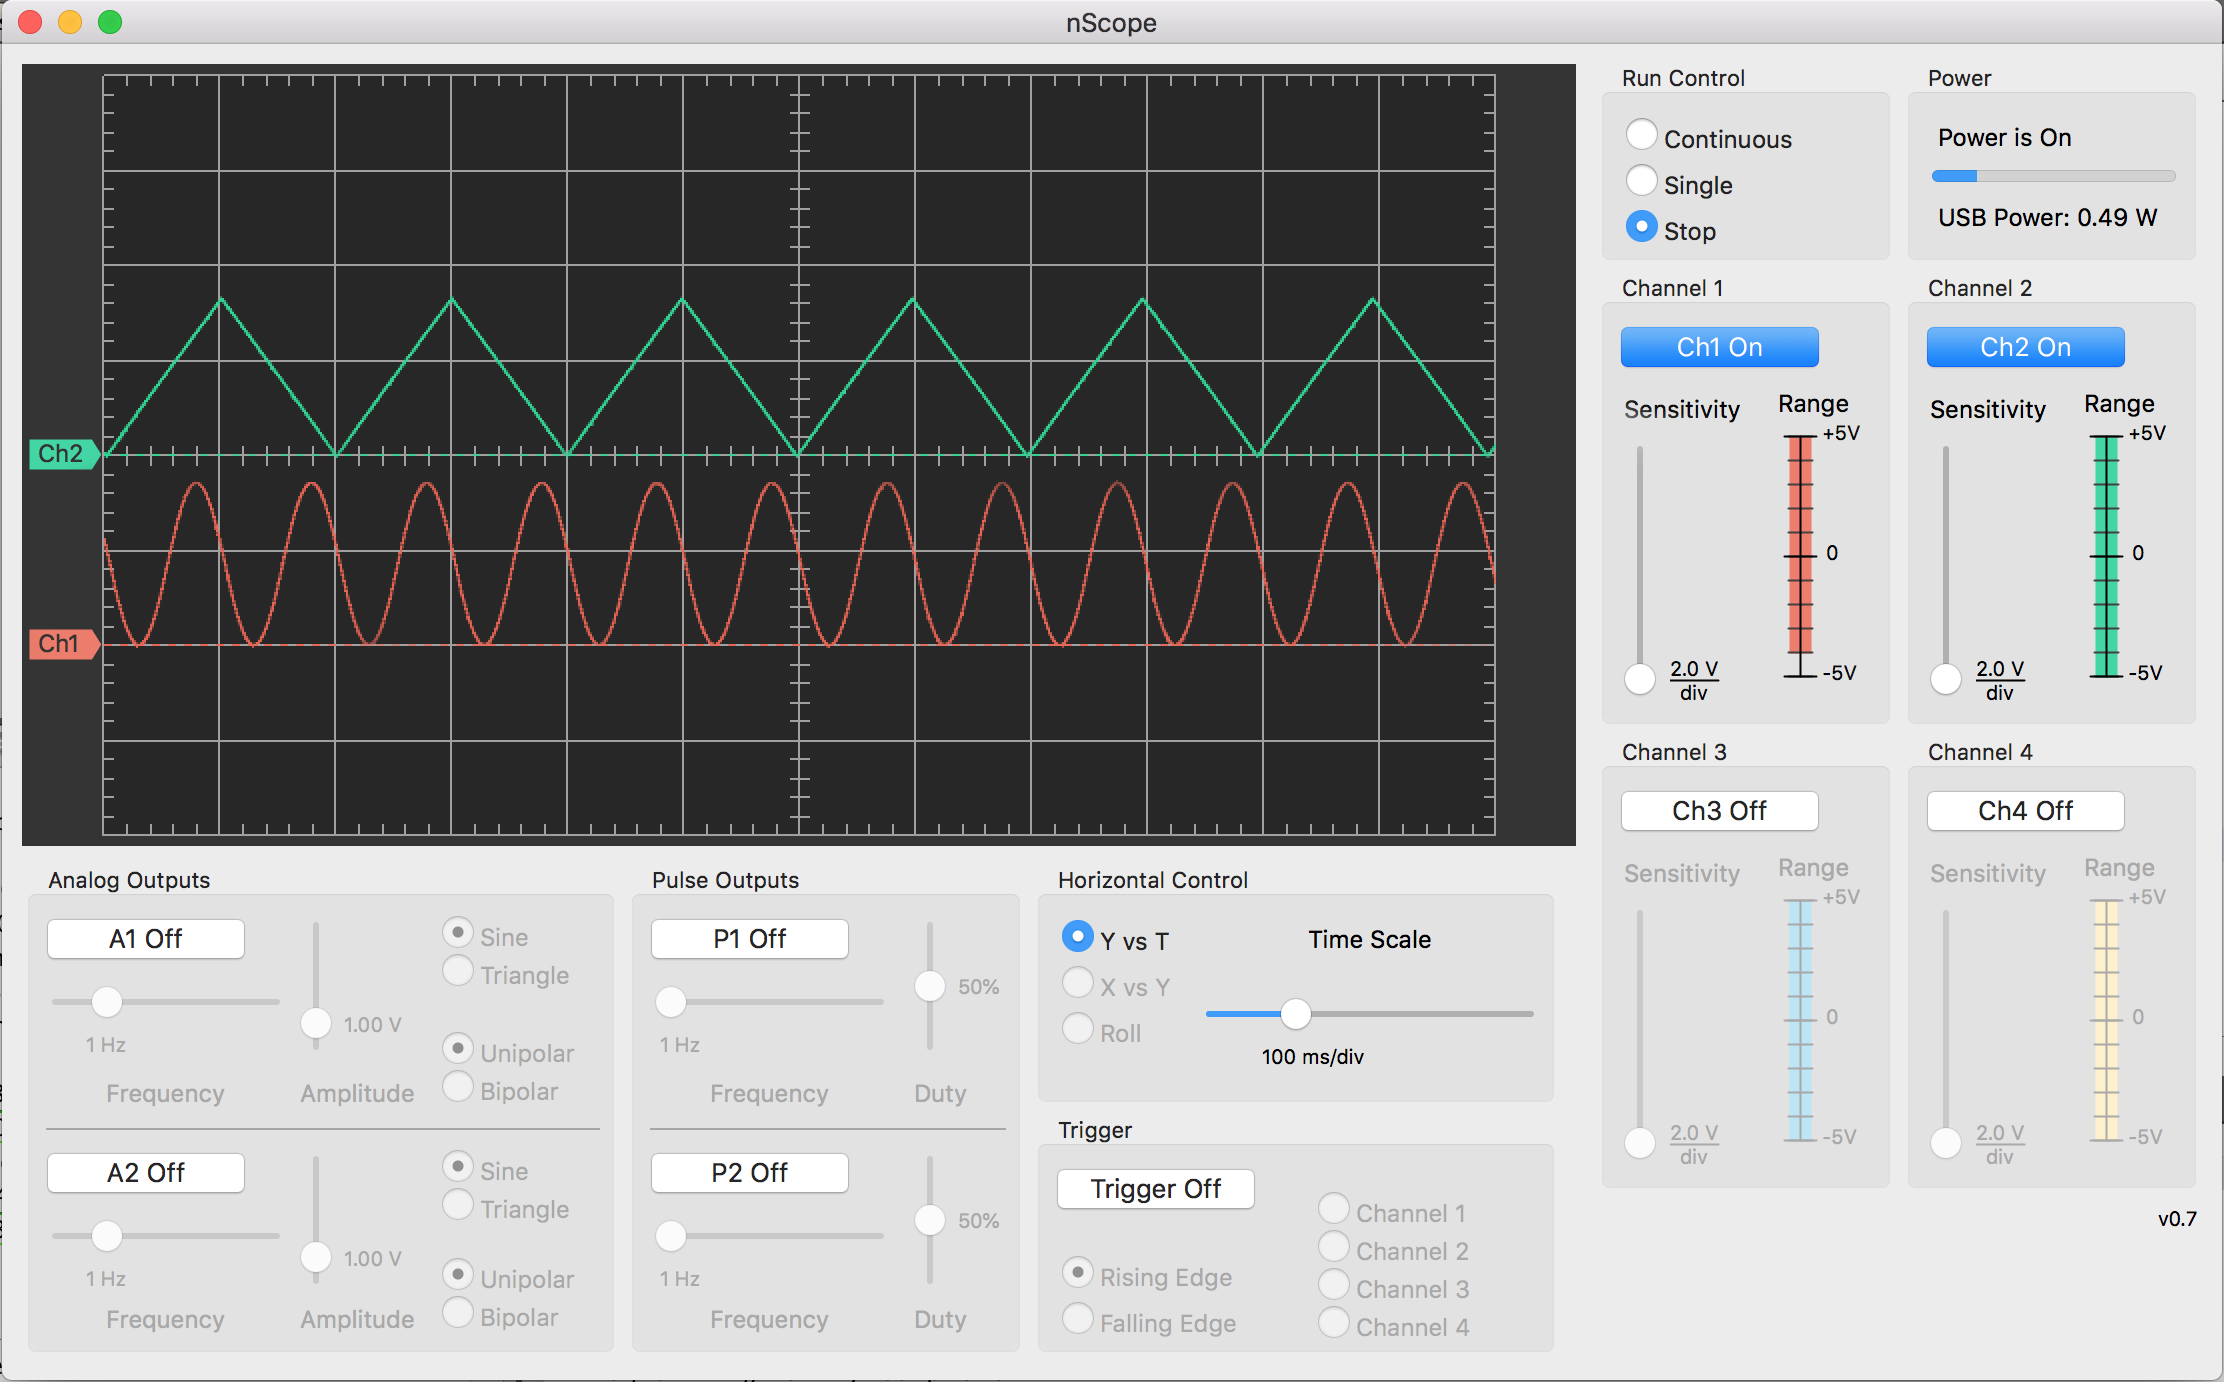 nScope
Ch2
Ch1
Run Control
Continuous
Single
Stop
Power
Power is On
USB Power: 0.49 W
Channel 1
Ch1 On
Sensitivity
Range
+5V
0
-5V
2.0 V
div
Channel 2
Ch2 On
Sensitivity
Range
+5V
0
-5V
2.0 V
div
Channel 3
Ch3 Off
Sensitivity
Range
+5V
0
-5V
2.0 V
div
Channel 4
Ch4 Off
Sensitivity
Range
+5V
0
-5V
2.0 V
div
Analog Outputs
A1 Off
1 Hz
Frequency
1.00 V
Amplitude
Sine
Triangle
Unipolar
Bipolar
A2 Off
1 Hz
Frequency
1.00 V
Amplitude
Sine
Triangle
Unipolar
Bipolar
Pulse Outputs
P1 Off
1 Hz
Frequency
50%
Duty
P2 Off
1 Hz
Frequency
50%
Duty
Horizontal Control
Y vs T
X vs Y
Roll
Time Scale
100 ms/div
Trigger
Trigger Off
Rising Edge
Falling Edge
Channel 1
Channel 2
Channel 3
Channel 4
v0.7